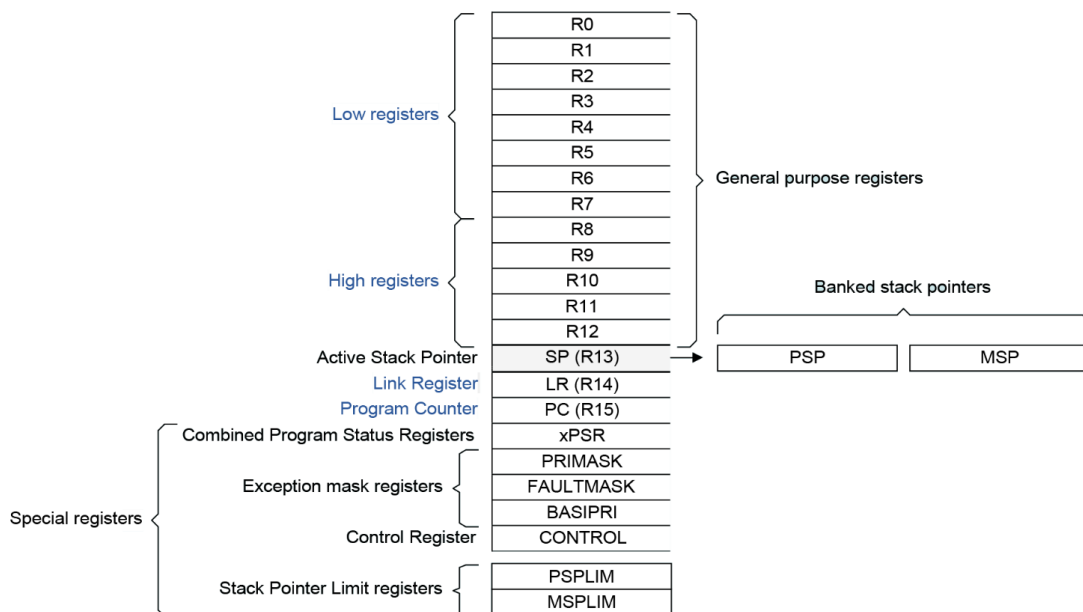 R0
R1
R2
R3
Low registers
R4
R5
R6
General purpose registers
R7
R8
R9
High registers
R10
Banked stack pointers
R11
R12
Active Stack Pointer
SP (R13)
PSP
MSP
Link Register
LR (R14)
Program Counter
PC (R15)
Combined Program Status Registers
xPSR
PRIMASK
Exception mask registers
FAULTMASK
BASIPRI
Special registers
Control Register
CONTROL
PSPLIM
Stack Pointer Limit registers
MSPLIM